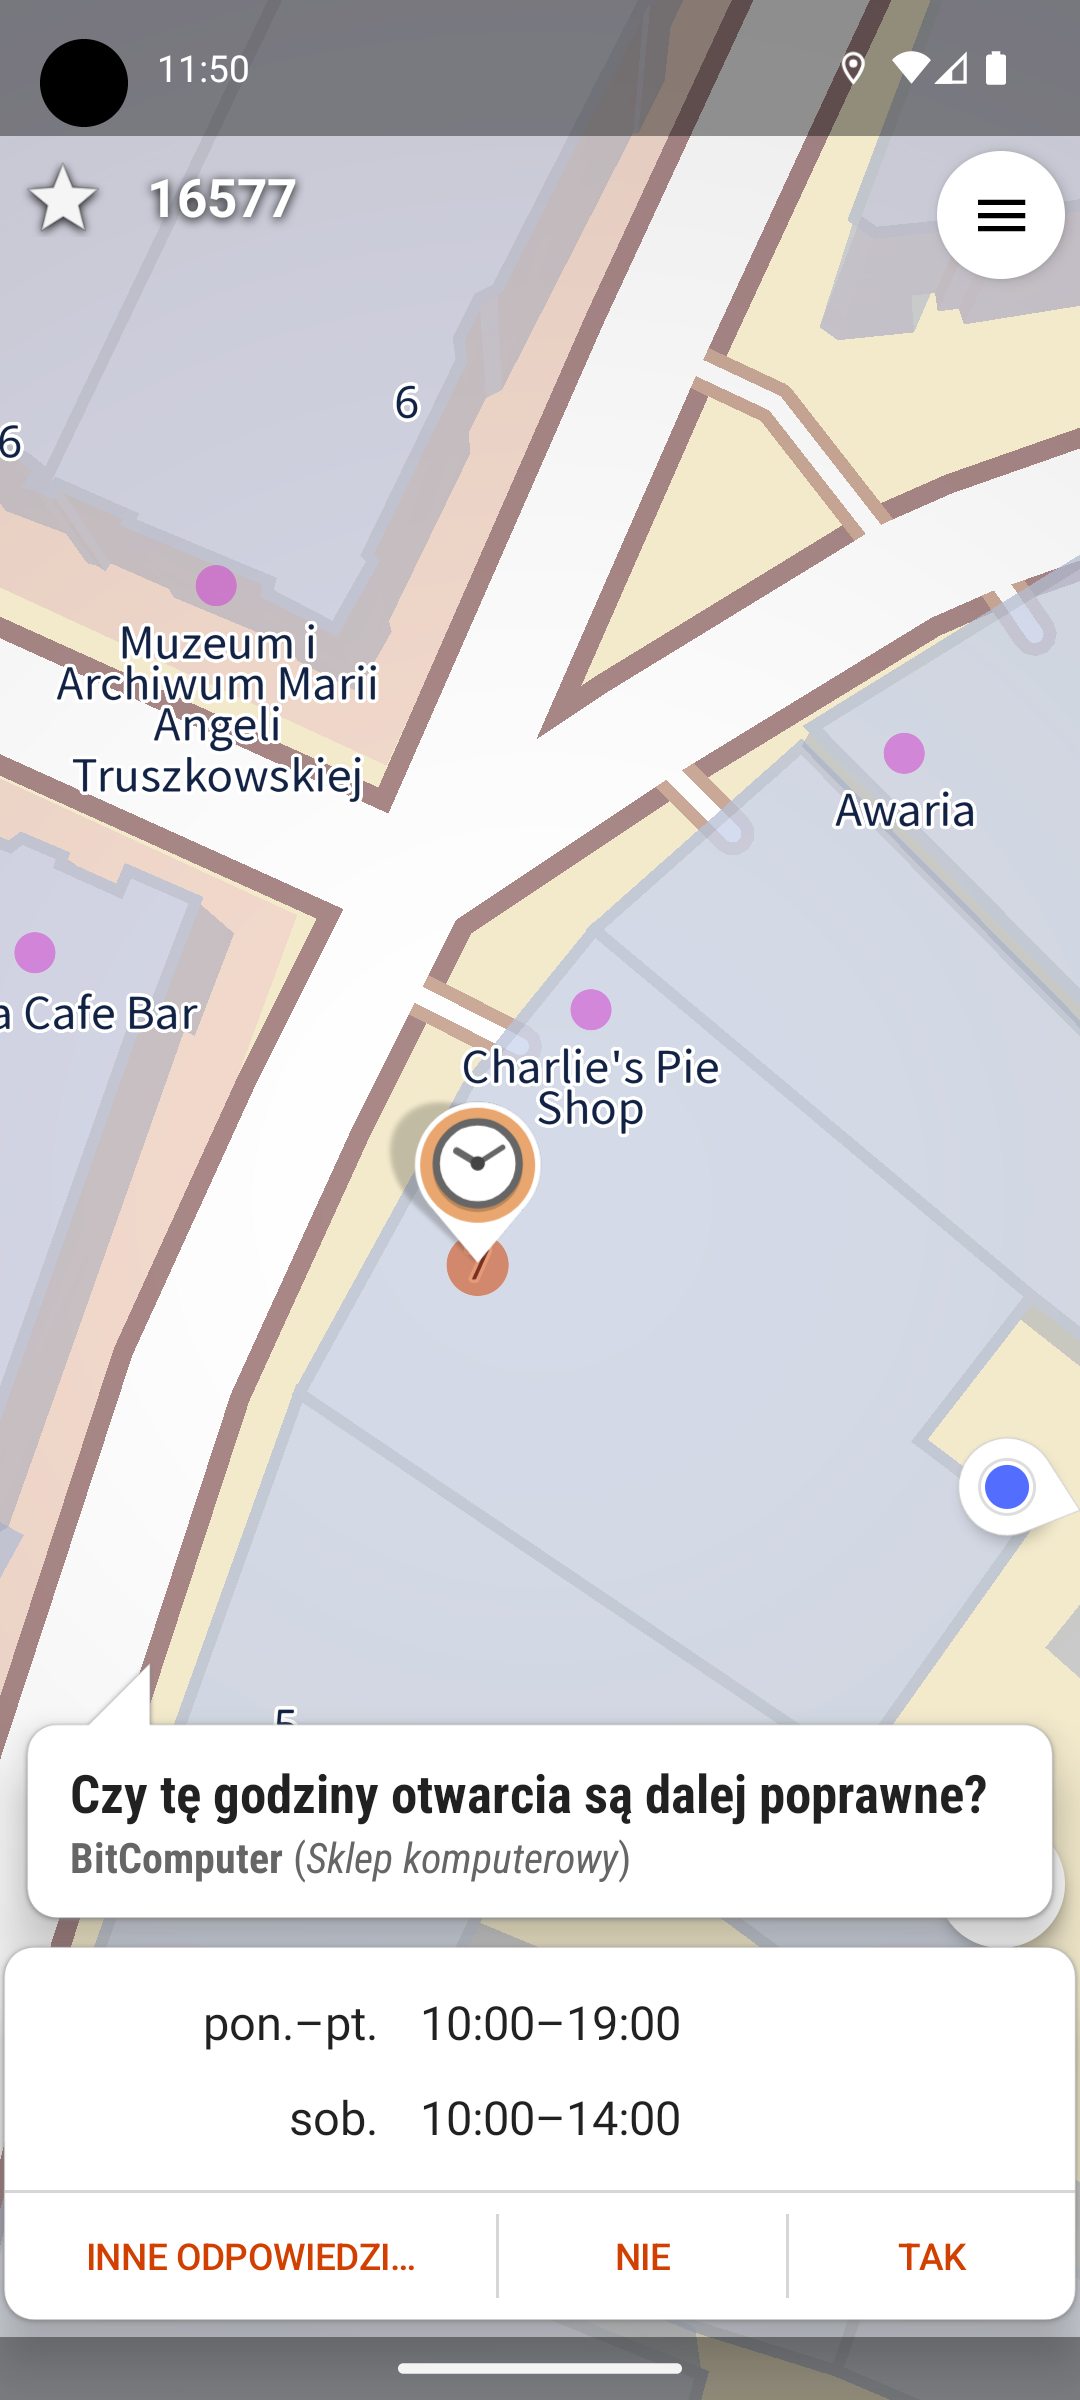 11:50
16577
6
6
Muzeum i
Archiwum Marii
Angeli
Truszkowskiej
Awaria
a Cafe Bar
Charlie's Pie
Shop
7
5
Czy tę godziny otwarcia są dalej poprawne?
BitComputer (Sklep komputerowy)
pon.–pt. 10:00–19:00
sob. 10:00–14:00
INNE ODPOWIEDZI… NIE TAK